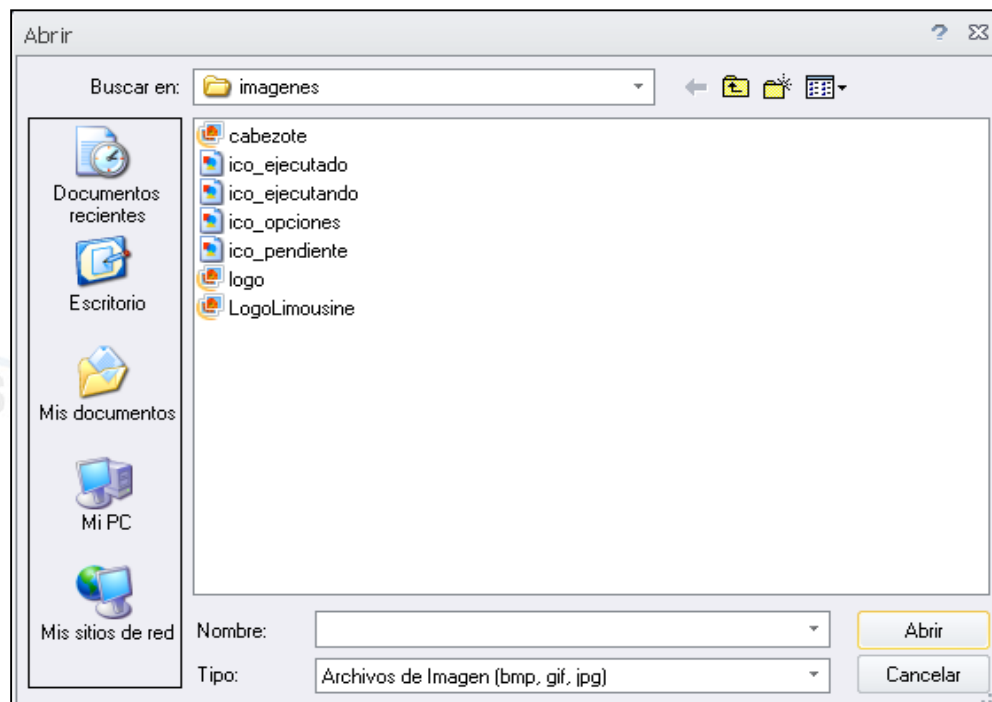 Abrir
Buscar en: imagenes
Documentos
recientes
Escritorio
Mis documentos
Mi PC
Mis sitios de red
cabezote
ico_ejecutado
ico_ejecutando
ico_opciones
ico_pendiente
logo
LogoLimousine
Nombre:
Abrir
Tipo: Archivos de Imagen (bmp, gif, jpg)
Cancelar